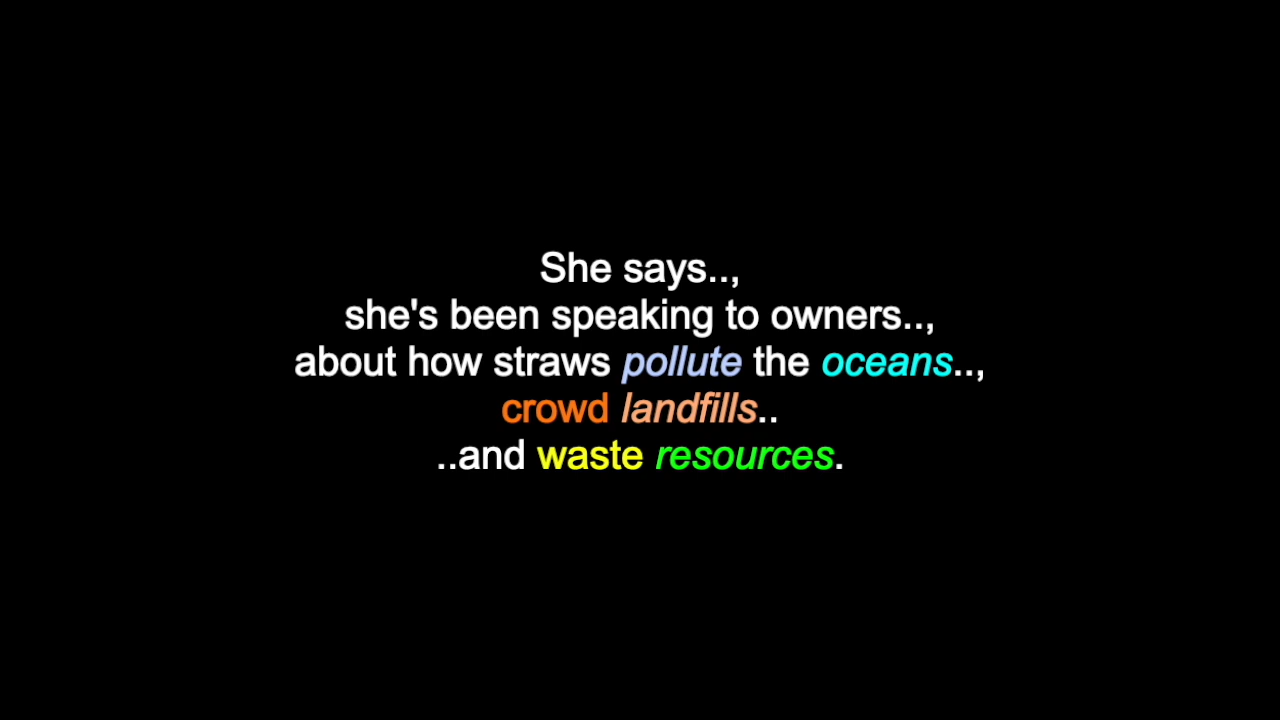 She says..,
she's been speaking to owners..,
about how straws pollute the oceans..,
crowd landfills..
..and waste resources.